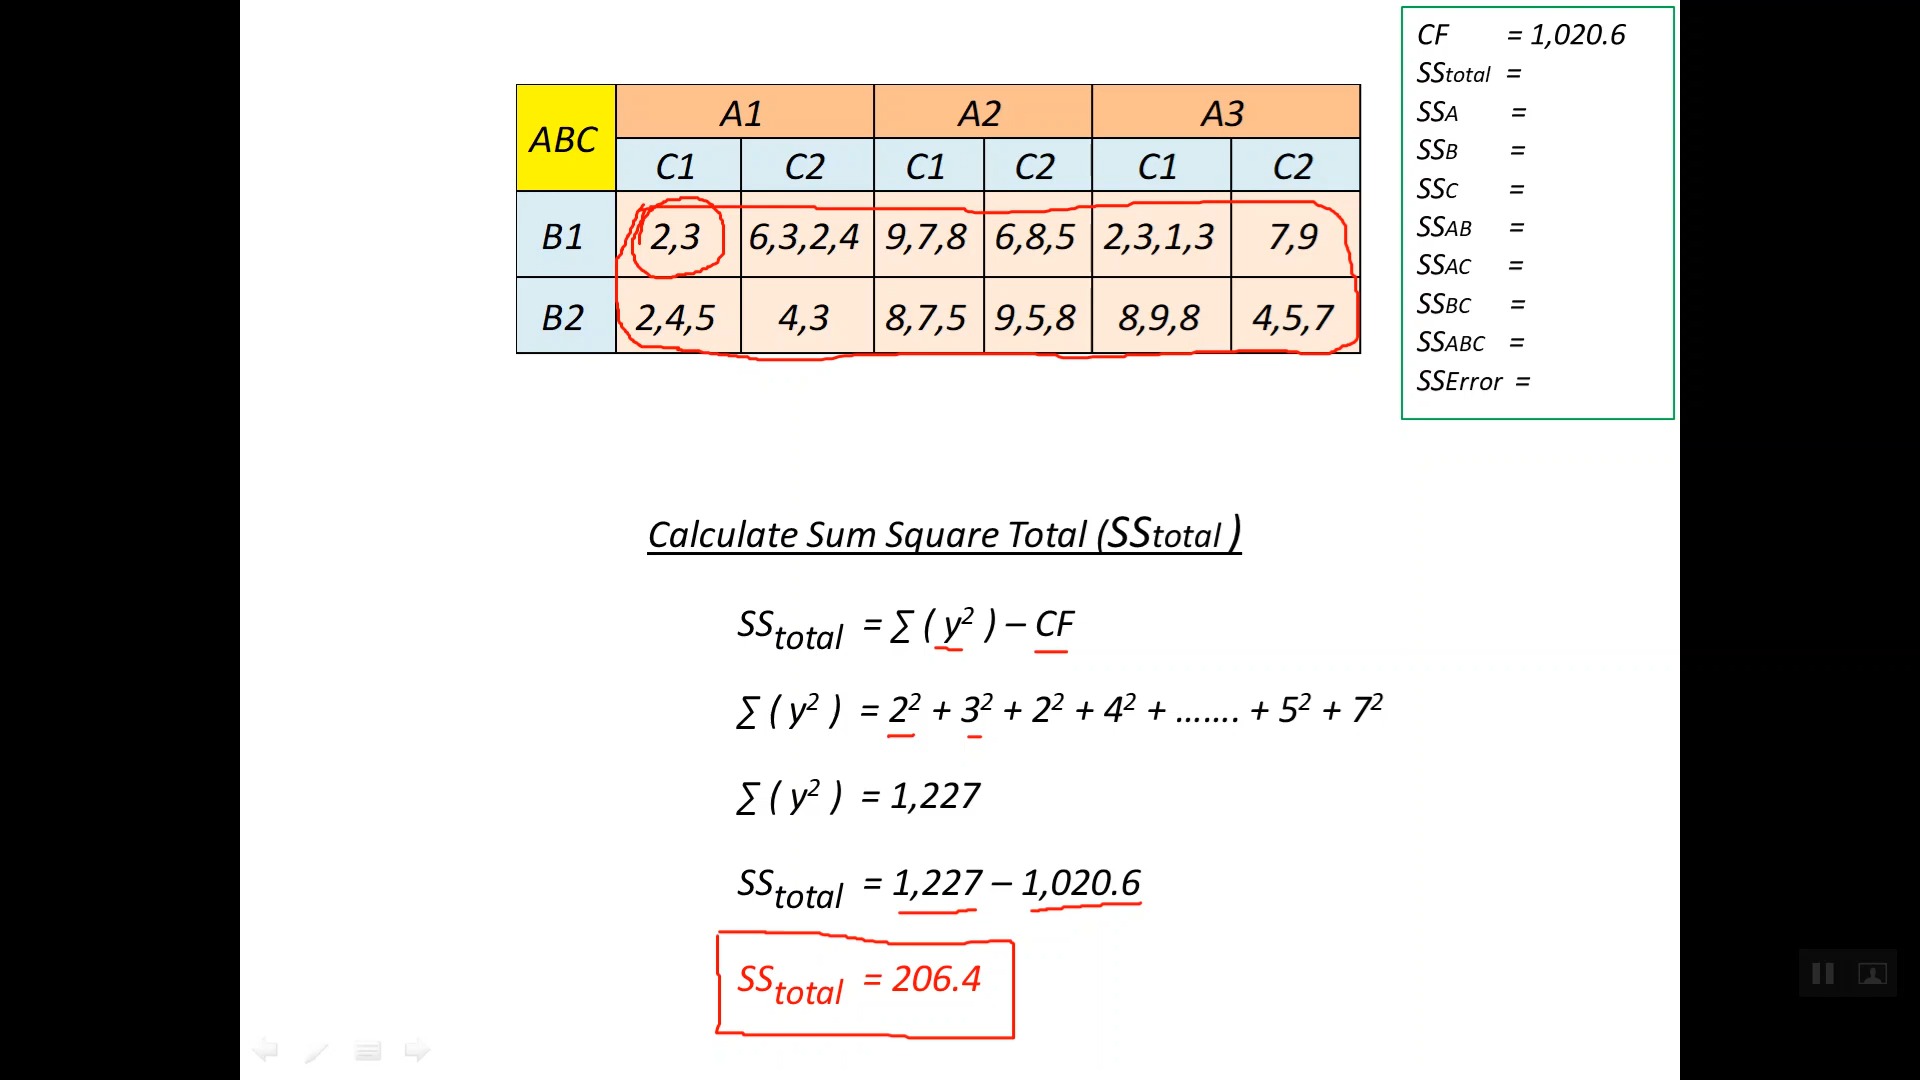 ABC A1 A2 A3
C1 C2 C1 C2 C1 C2
B1 2,3 6,3,2,4 9,7,8 6,8,5 2,3,1,3 7,9
B2 2,4,5 4,3 8,7,5 9,5,8 8,9,8 4,5,7
CF = 1,020.6
SStotal =
SSA =
SSB =
SSC =
SSAB =
SSAC =
SSBC =
SSABC =
SSError =
Calculate Sum Square Total (SStotal )
SStotal = ∑ ( y² ) – CF
∑ ( y² ) = 2² + 3² + 2² + 4² + ....... + 5² + 7²
∑ ( y² ) = 1,227
SStotal = 1,227 – 1,020.6
SStotal = 206.4